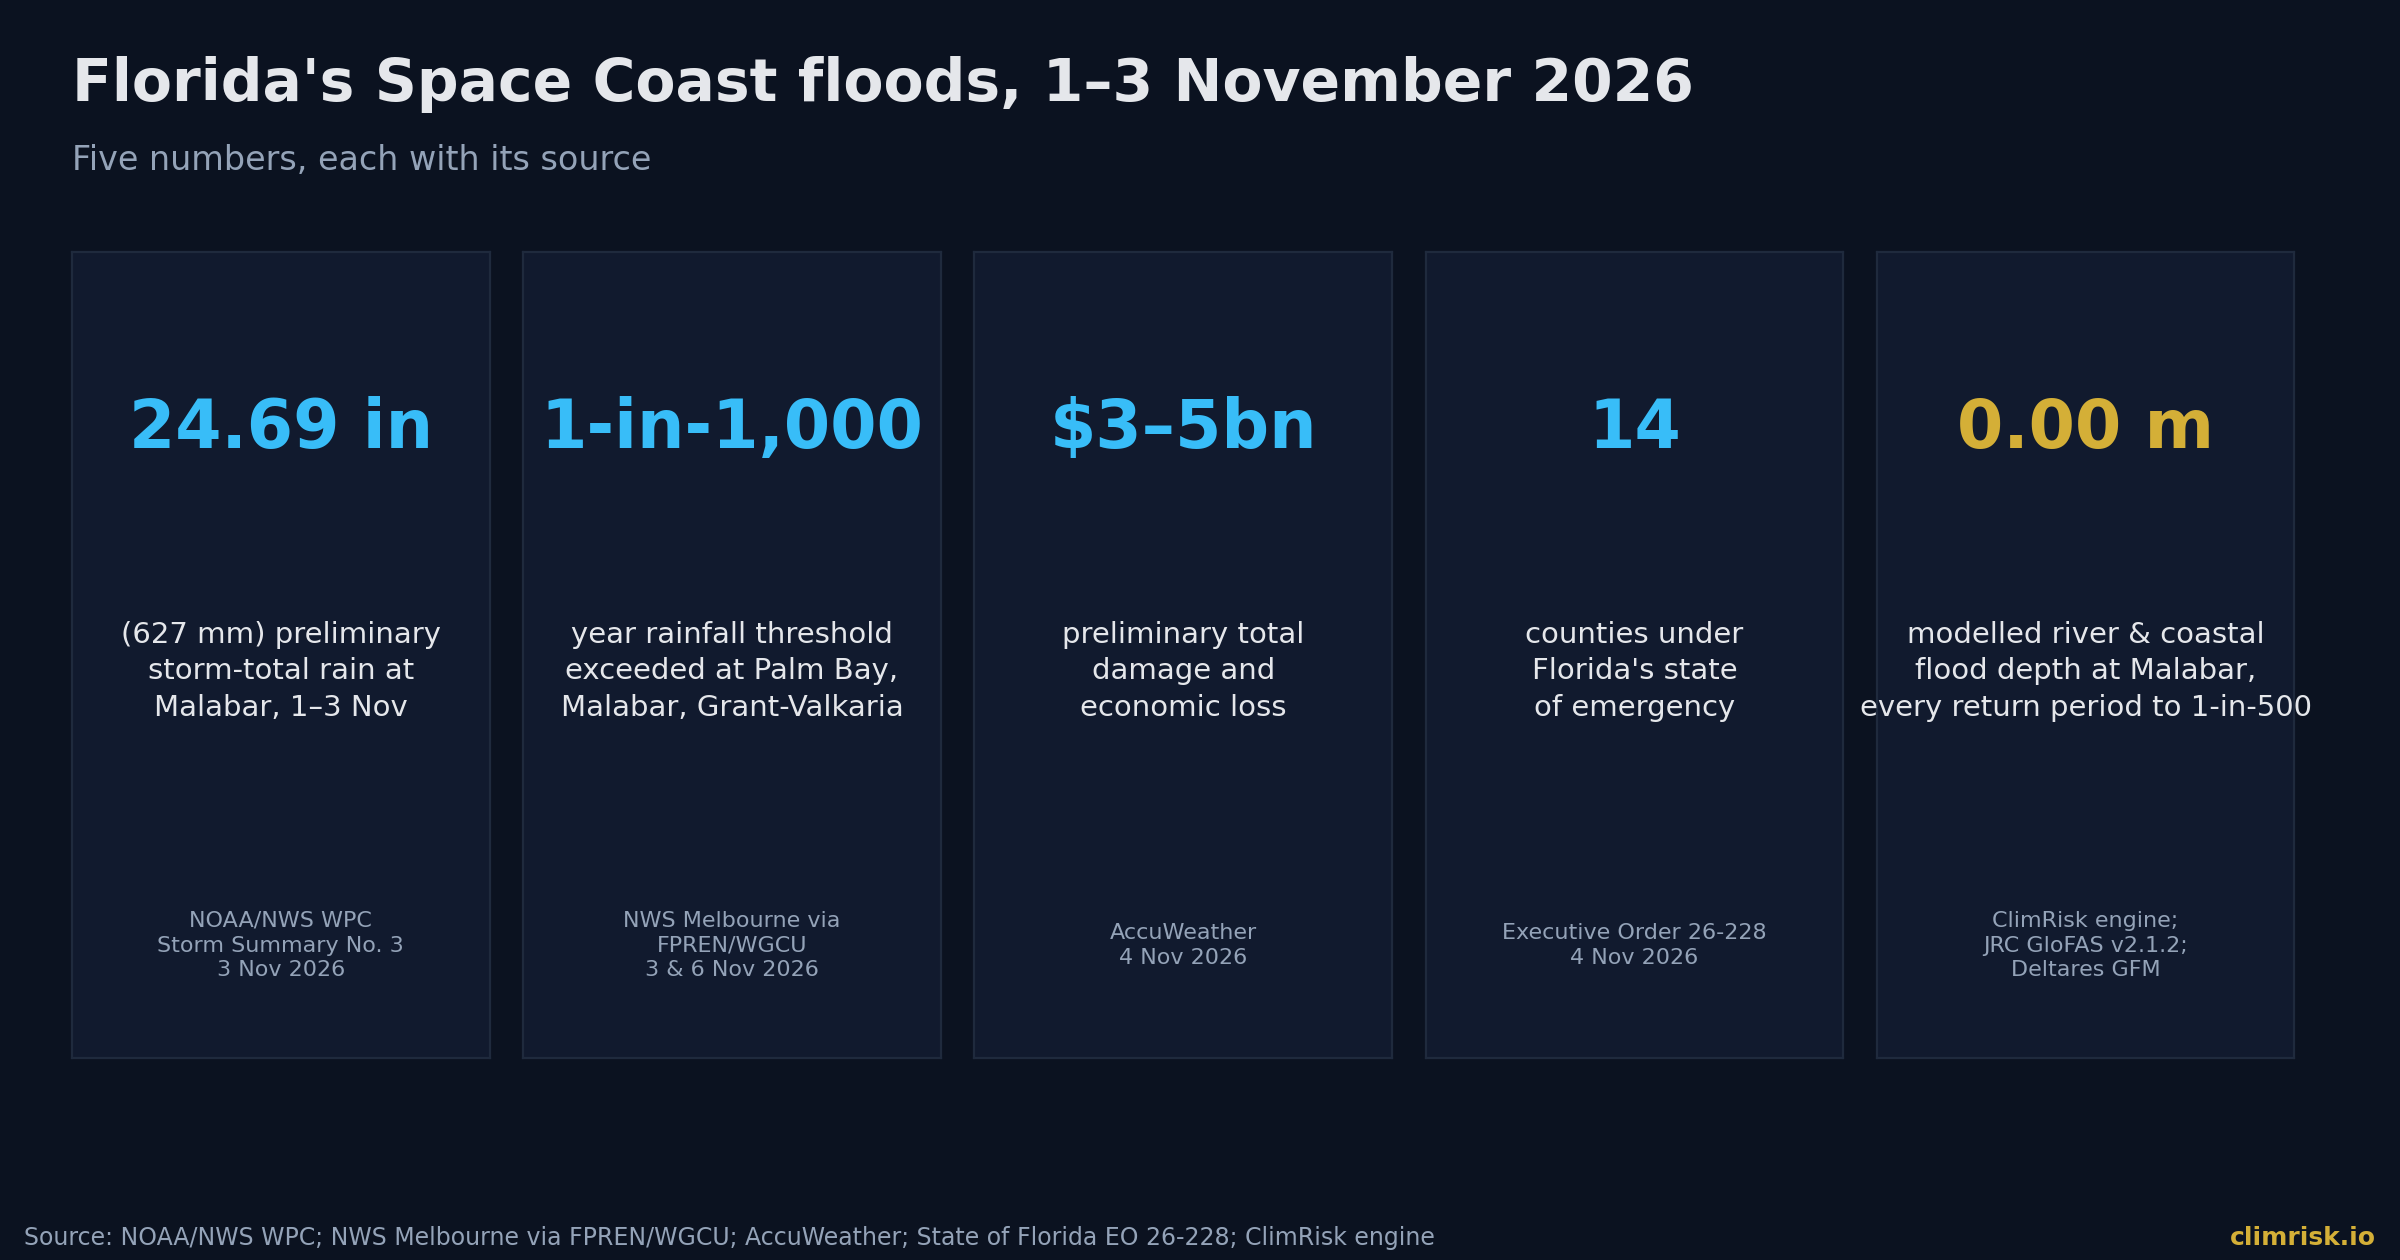 Florida's Space Coast floods, 1–3 November 2026
Five numbers, each with its source
24.69 in
(627 mm) preliminary
storm-total rain at
Malabar, 1–3 Nov
NOAA/NWS WPC
Storm Summary No. 3
3 Nov 2026
1-in-1,000
year rainfall threshold
exceeded at Palm Bay,
Malabar, Grant-Valkaria
NWS Melbourne via
FPREN/WGCU
3 & 6 Nov 2026
$3–5bn
preliminary total
damage and
economic loss
AccuWeather
4 Nov 2026
14
counties under
Florida's state
of emergency
Executive Order 26-228
4 Nov 2026
0.00 m
modelled river & coastal
flood depth at Malabar,
every return period to 1-in-500
ClimRisk engine;
JRC GloFAS v2.1.2;
Deltares GFM
Source: NOAA/NWS WPC; NWS Melbourne via FPREN/WGCU; AccuWeather; State of Florida EO 26-228; ClimRisk engine
climrisk.io